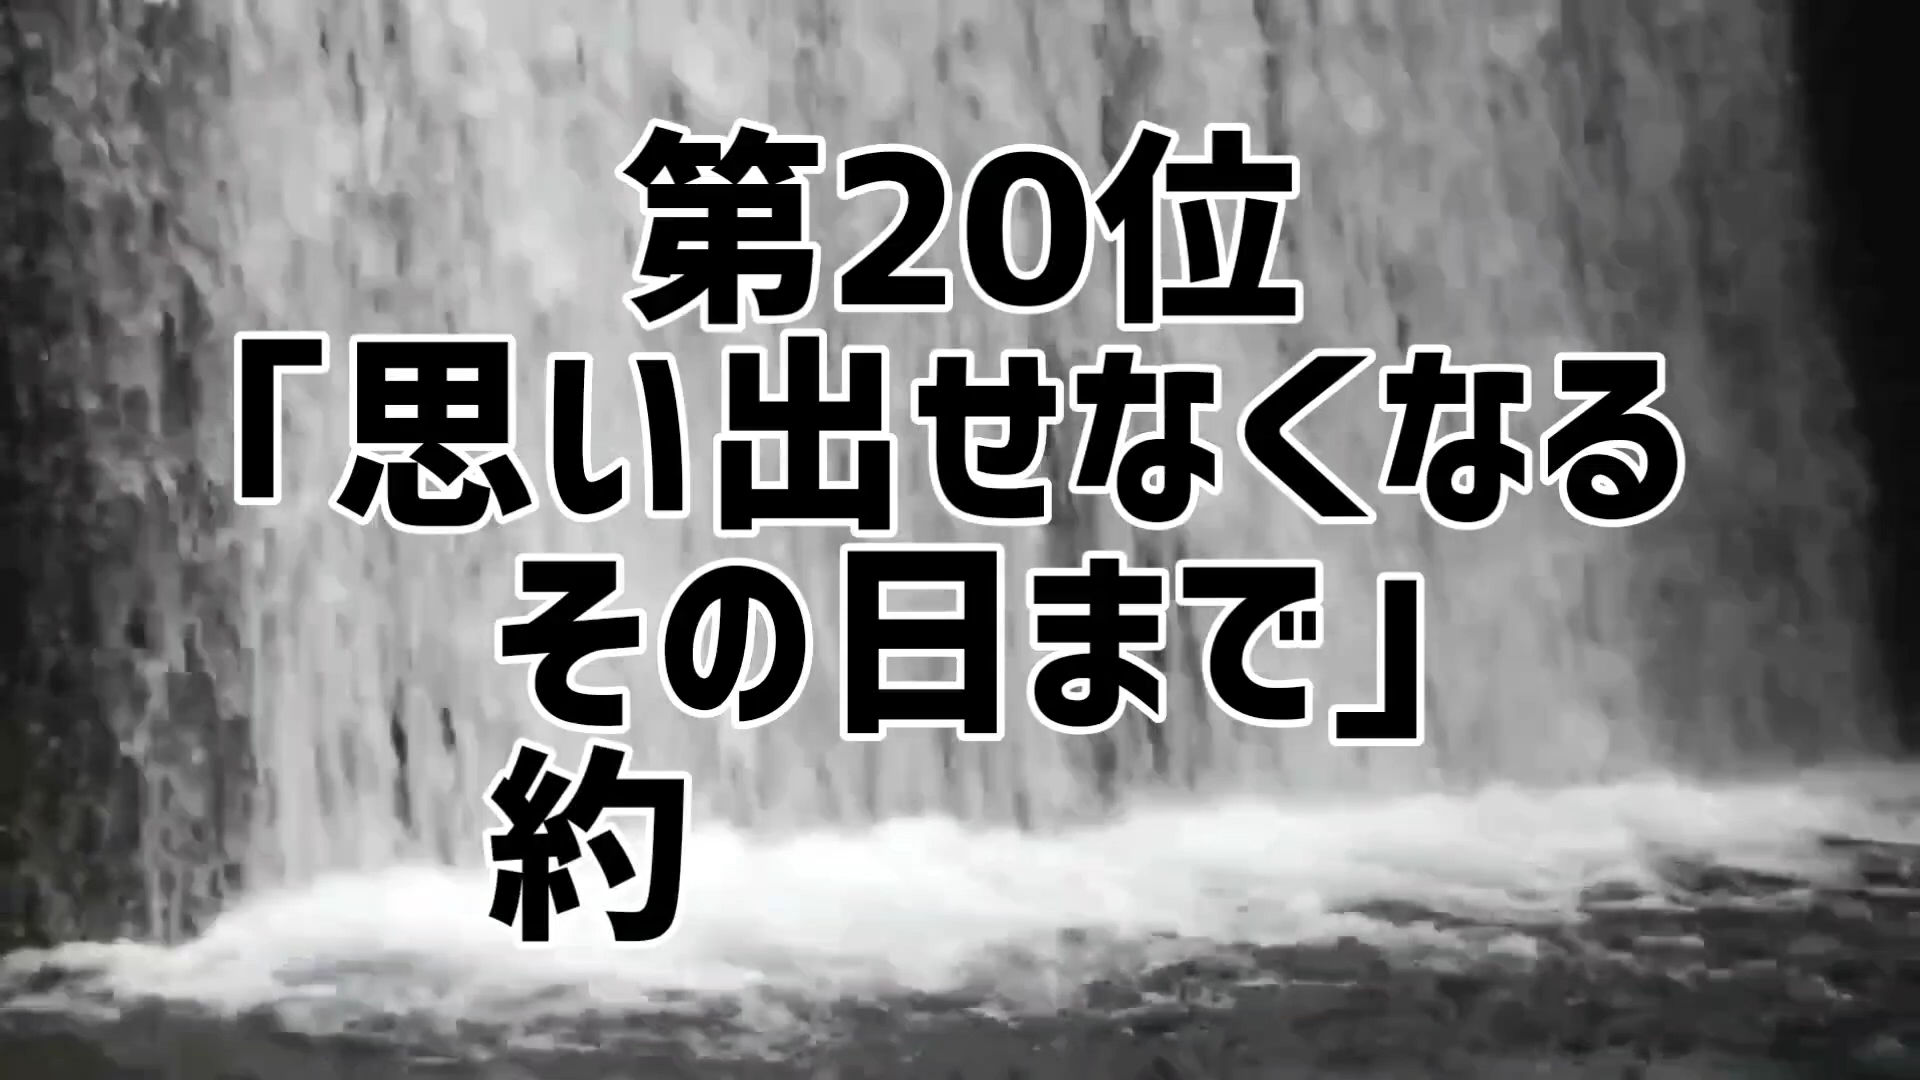 第20位
「思い出せなくなる
その日まで」
約